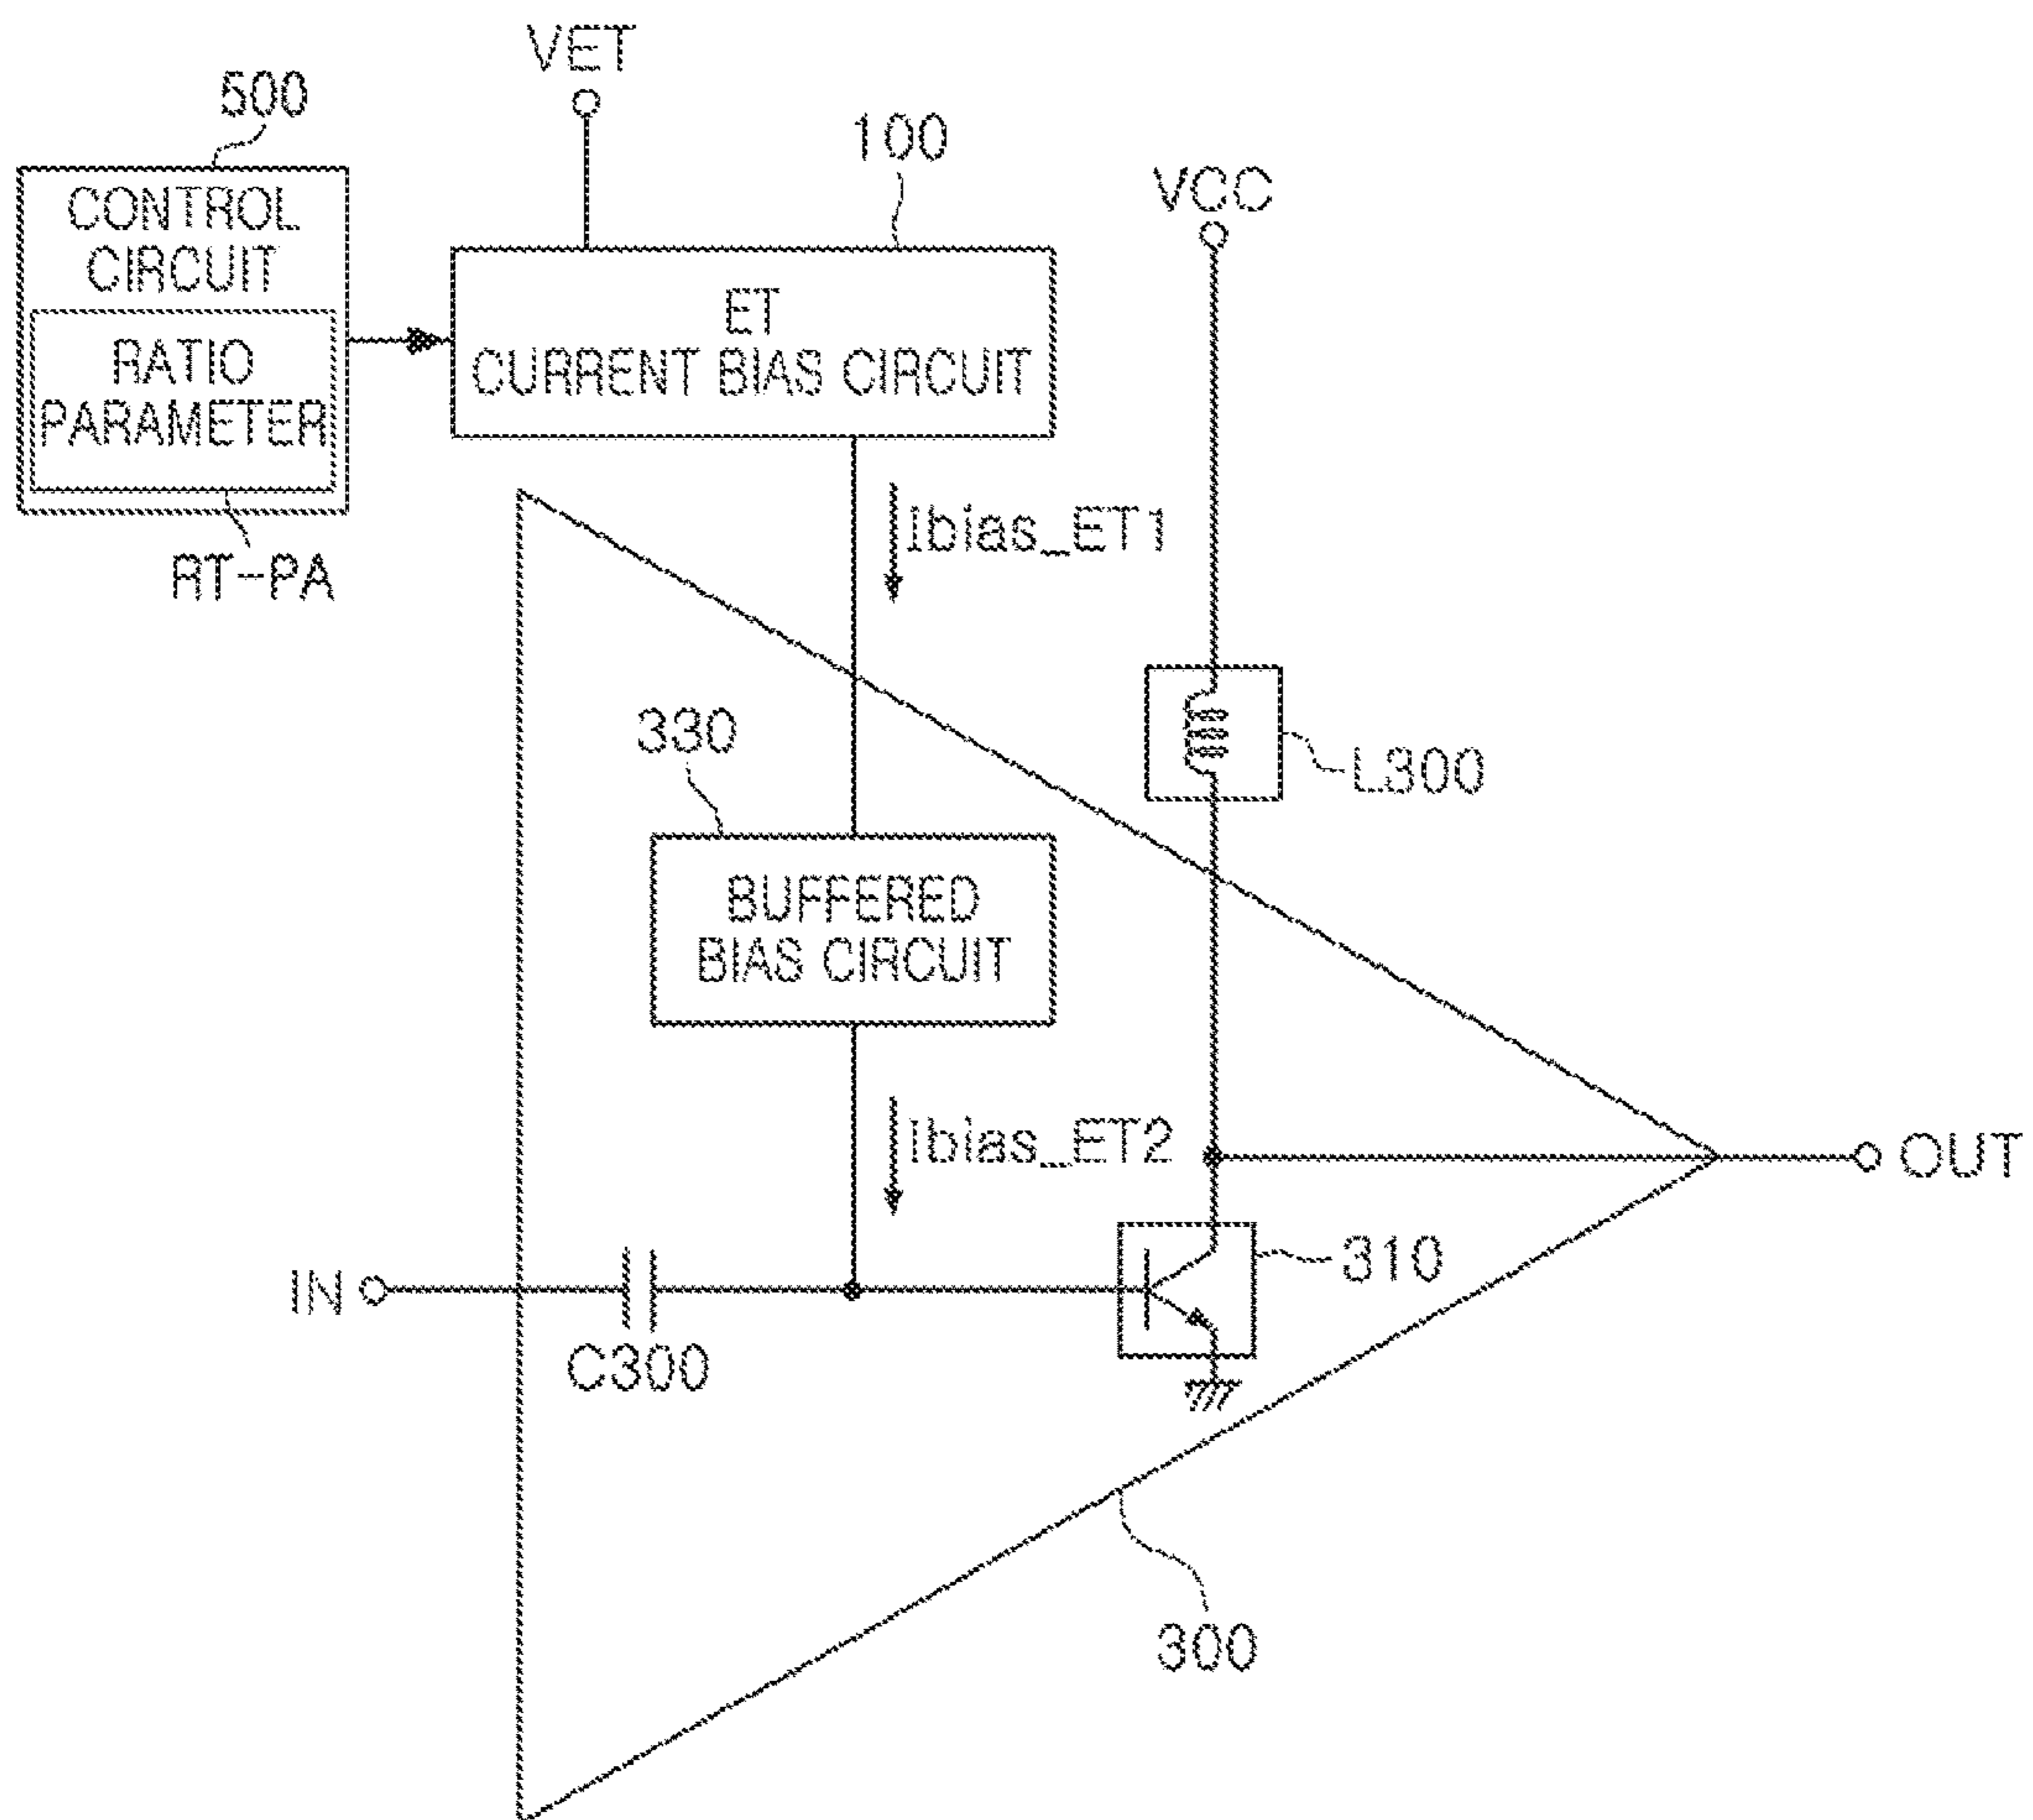 VET
500
100
CONTROL
CIRCUIT
VCC
ET
CURRENT BIAS CIRCUIT
RATIO
PARAMETER
Ibias_ET1
RT-PA
330
L300
BUFFERED
BIAS CIRCUIT
Ibias_ET2
OUT
310
IN
C300
300